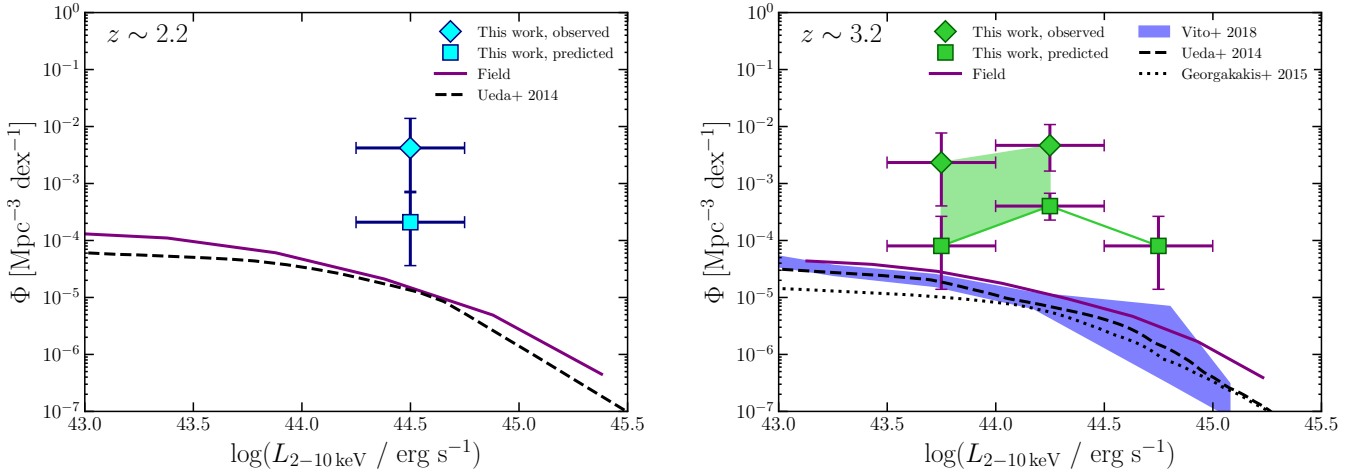 z ∼ 2.2
This work, observed
This work, predicted
Field
Ueda+ 2014
10^1
10^0
10^−1
10^−2
10^−3
10^−4
10^−5
10^−6
10^−7
Φ [Mpc^−3 dex^−1]
43.0 43.5 44.0 44.5 45.0 45.5
log(L_2−10 keV / erg s^−1)
z ∼ 3.2
This work, observed
This work, predicted
Field
Vito+ 2018
Ueda+ 2014
Georgakakis+ 2015
10^1
10^0
10^−1
10^−2
10^−3
10^−4
10^−5
10^−6
10^−7
Φ [Mpc^−3 dex^−1]
43.0 43.5 44.0 44.5 45.0 45.5
log(L_2−10 keV / erg s^−1)